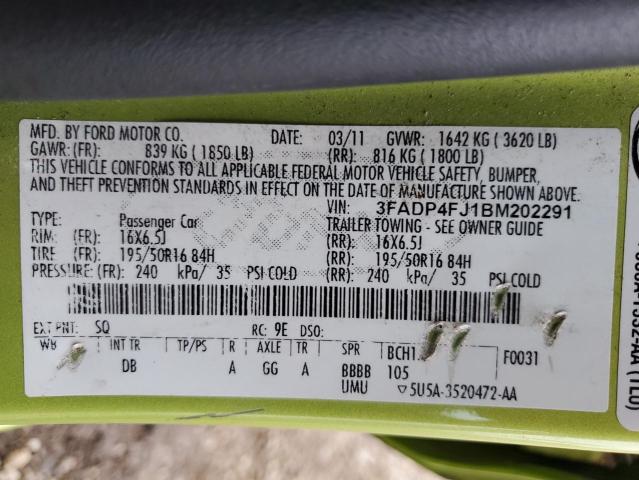 MFD. BY FORD MOTOR CO. DATE: 03/11 GVWR: 1642 KG ( 3620 LB)
GAWR:(FR): 839 KG ( 1850 LB) (RR): 816 KG ( 1800 LB)
THIS VEHICLE CONFORMS TO ALL APPLICABLE FEDERAL MOTOR VEHICLE SAFETY, BUMPER,
AND THEFT PREVENTION STANDARDS IN EFFECT ON THE DATE OF MANUFACTURE SHOWN ABOVE.
VIN: 3FADP4FJ1BM202291
TYPE: Passenger Car TRAILER TOWING - SEE OWNER GUIDE
RIM: (FR): 16X6.5J (RR): 16X6.5J
TIRE (FR): 195/50R16 84H (RR): 195/50R16 84H
PRESSURE:(FR): 240 kPa/ 35 PSI COLD (RR): 240 kPa/ 35 PSI COLD
EXT PNT: SQ RC: 9E DSO:
WB INT TR TP/PS R AXLE TR SPR BCH1 F0031
DB A GG A BBBB 105
UMU ▽5U5A-3520472-AA